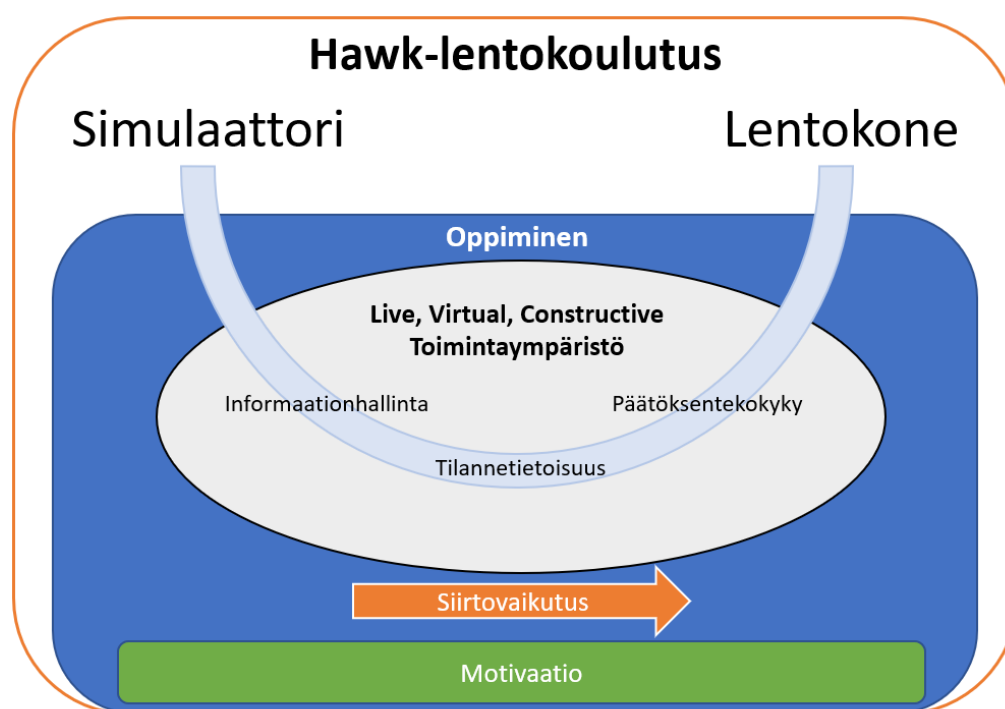 Hawk-lentokoulutus
Simulaattori
Lentokone
Oppiminen
Live, Virtual, Constructive
Toimintaympäristö
Informaationhallinta
Päätöksentekokyky
Tilannetietoisuus
Siirtovaikutus
Motivaatio